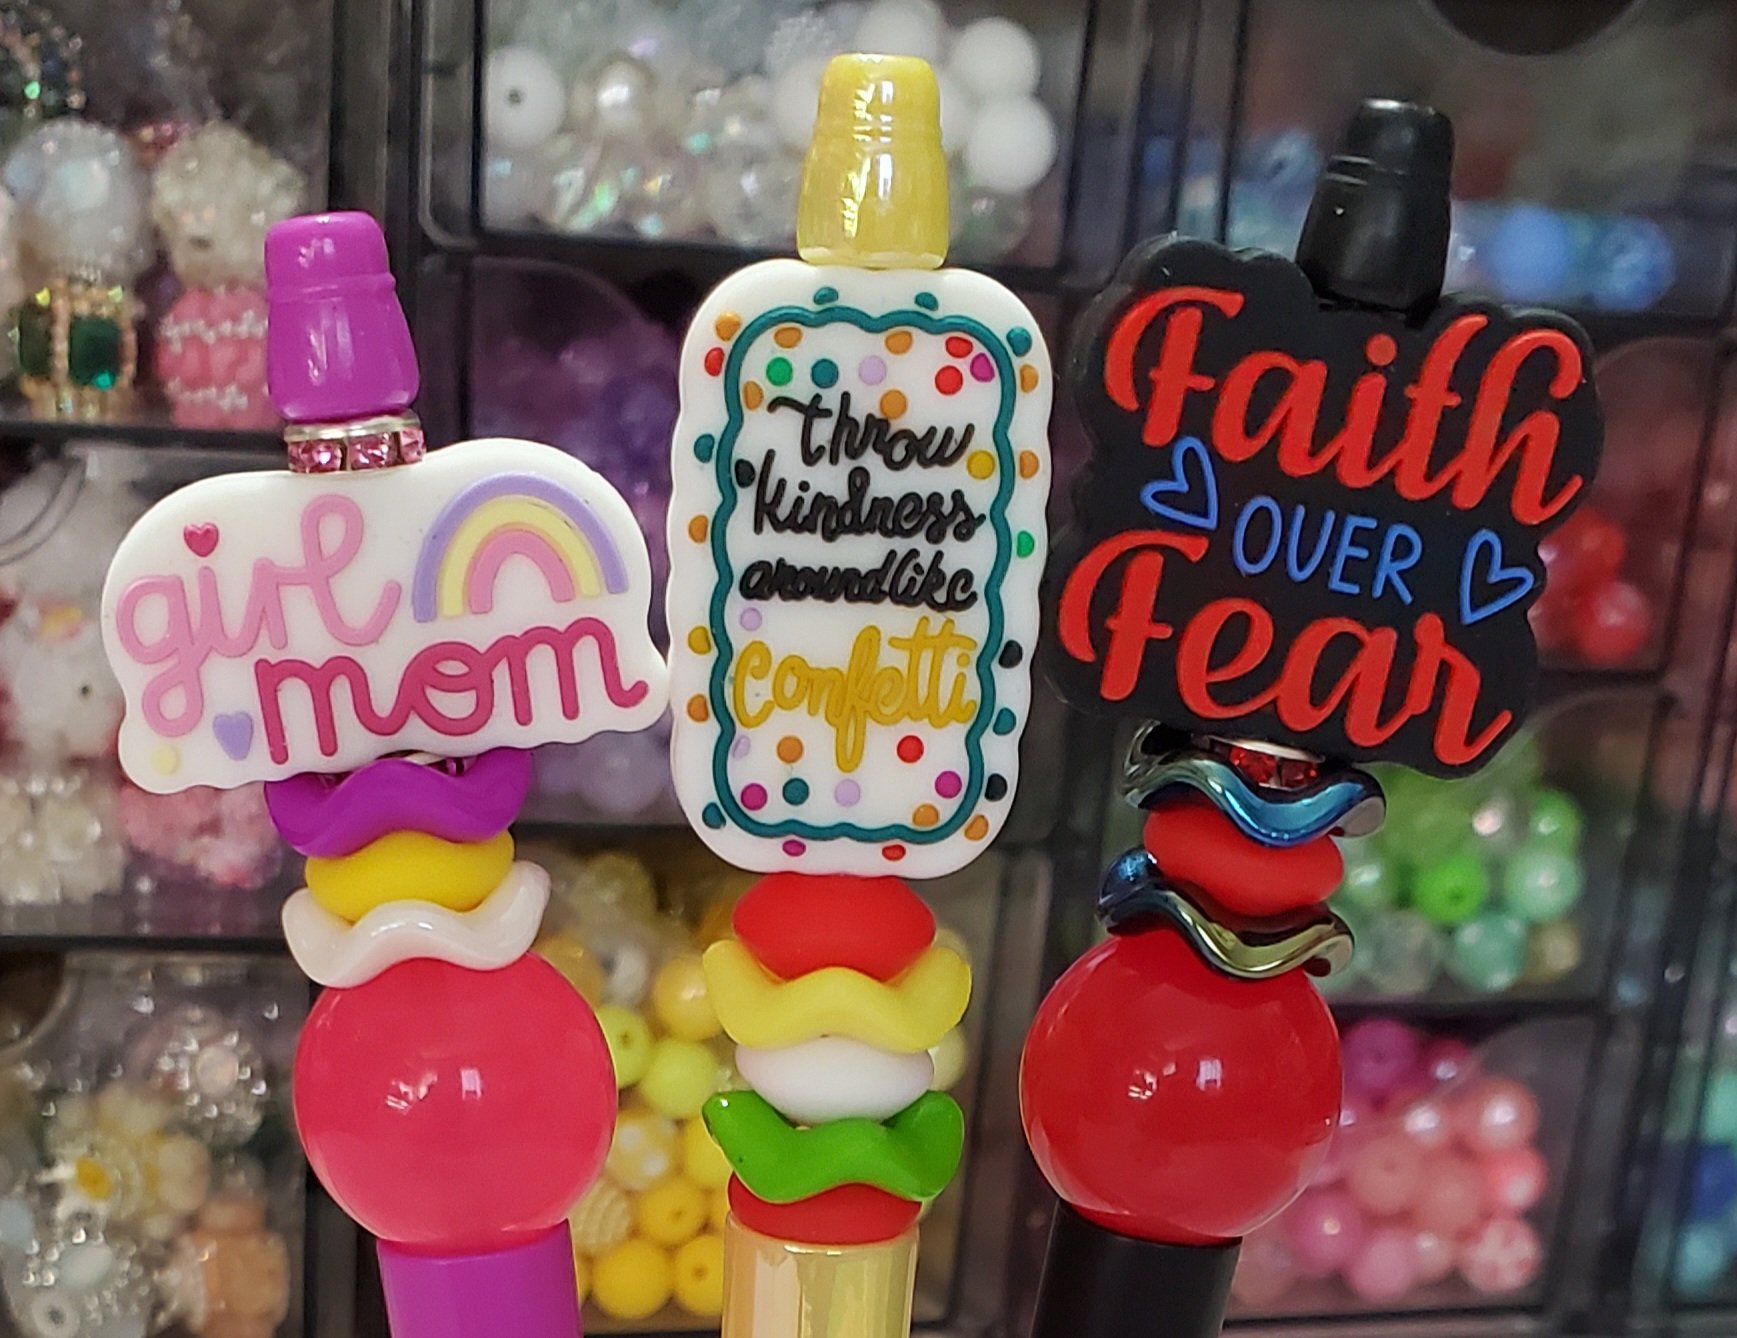 girl
mom
throw
kindness
around like
confetti
Faith
OVER
Fear